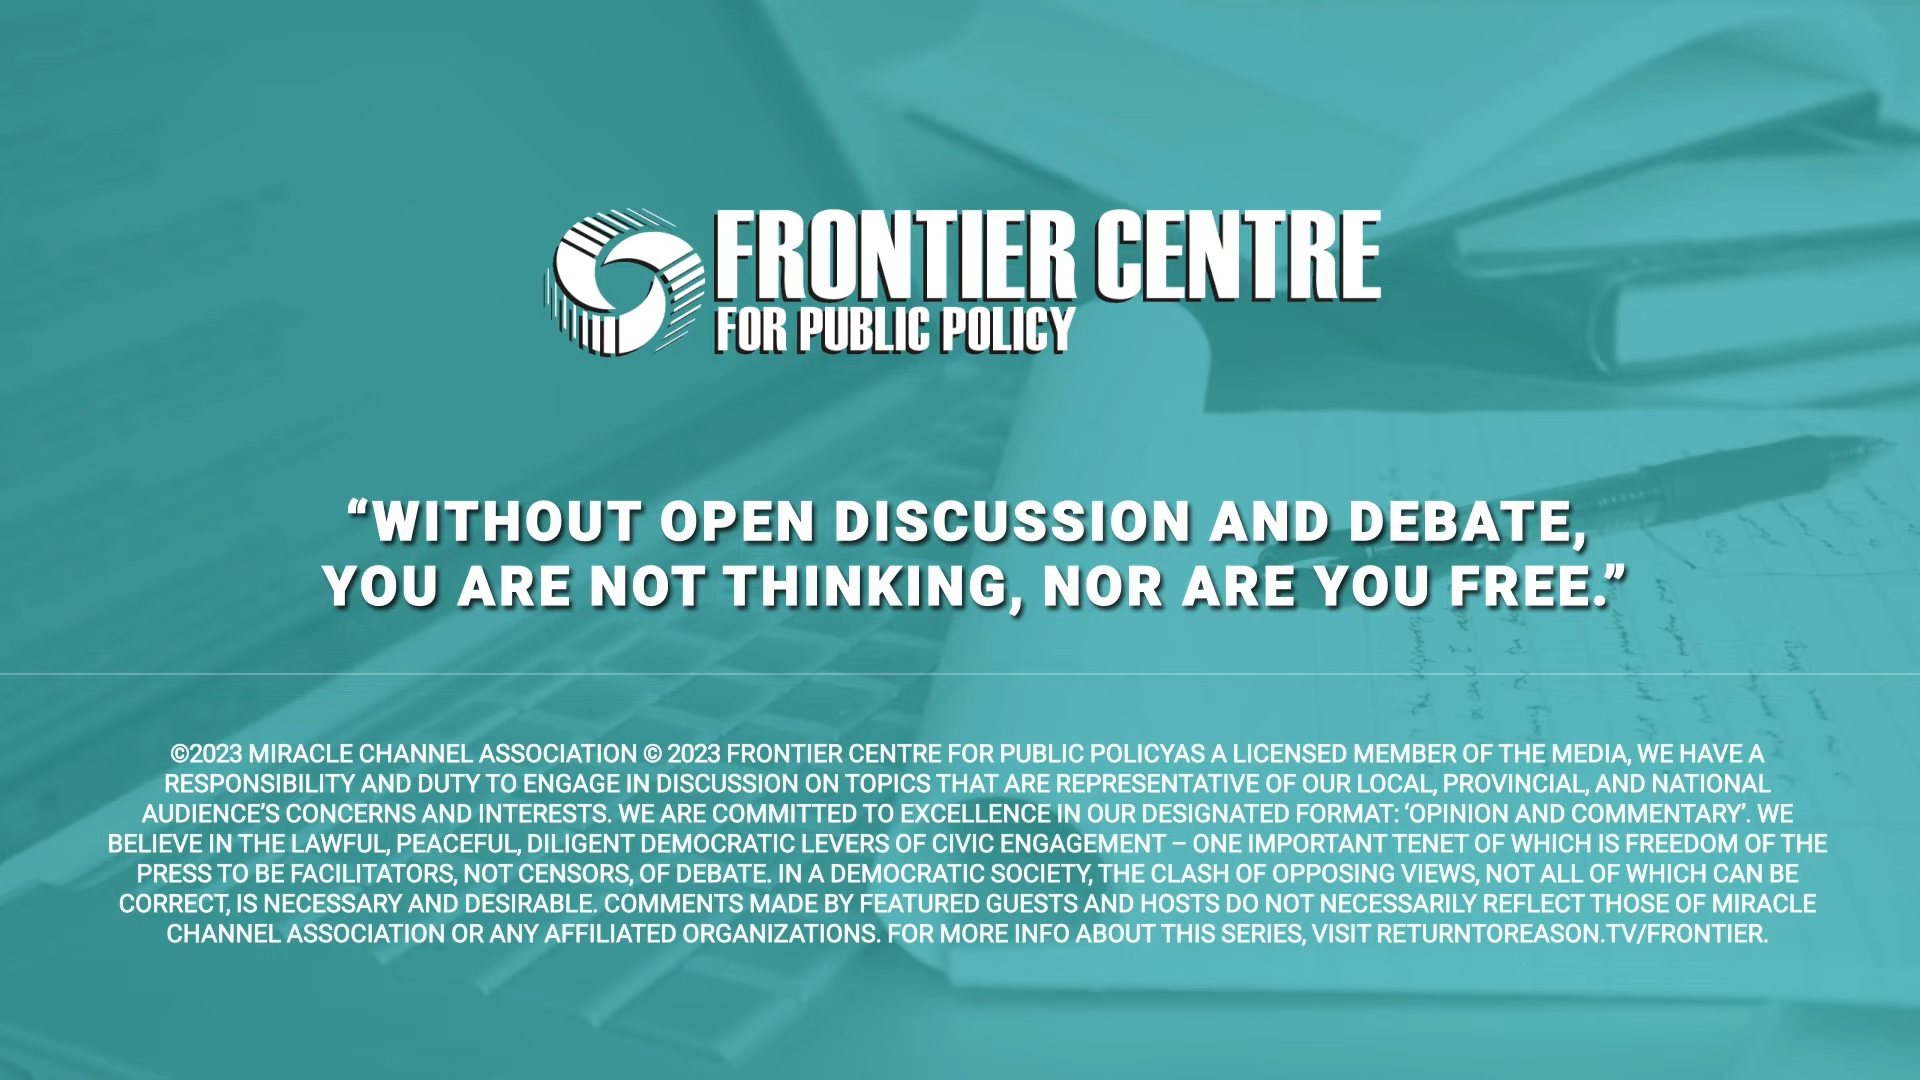 FRONTIER CENTRE
FOR PUBLIC POLICY
“WITHOUT OPEN DISCUSSION AND DEBATE,
YOU ARE NOT THINKING, NOR ARE YOU FREE.”
©2023 MIRACLE CHANNEL ASSOCIATION © 2023 FRONTIER CENTRE FOR PUBLIC POLICYAS A LICENSED MEMBER OF THE MEDIA, WE HAVE A
RESPONSIBILITY AND DUTY TO ENGAGE IN DISCUSSION ON TOPICS THAT ARE REPRESENTATIVE OF OUR LOCAL, PROVINCIAL, AND NATIONAL
AUDIENCE’S CONCERNS AND INTERESTS. WE ARE COMMITTED TO EXCELLENCE IN OUR DESIGNATED FORMAT: ‘OPINION AND COMMENTARY’. WE
BELIEVE IN THE LAWFUL, PEACEFUL, DILIGENT DEMOCRATIC LEVERS OF CIVIC ENGAGEMENT – ONE IMPORTANT TENET OF WHICH IS FREEDOM OF THE
PRESS TO BE FACILITATORS, NOT CENSORS, OF DEBATE. IN A DEMOCRATIC SOCIETY, THE CLASH OF OPPOSING VIEWS, NOT ALL OF WHICH CAN BE
CORRECT, IS NECESSARY AND DESIRABLE. COMMENTS MADE BY FEATURED GUESTS AND HOSTS DO NOT NECESSARILY REFLECT THOSE OF MIRACLE
CHANNEL ASSOCIATION OR ANY AFFILIATED ORGANIZATIONS. FOR MORE INFO ABOUT THIS SERIES, VISIT RETURNTOREASON.TV/FRONTIER.